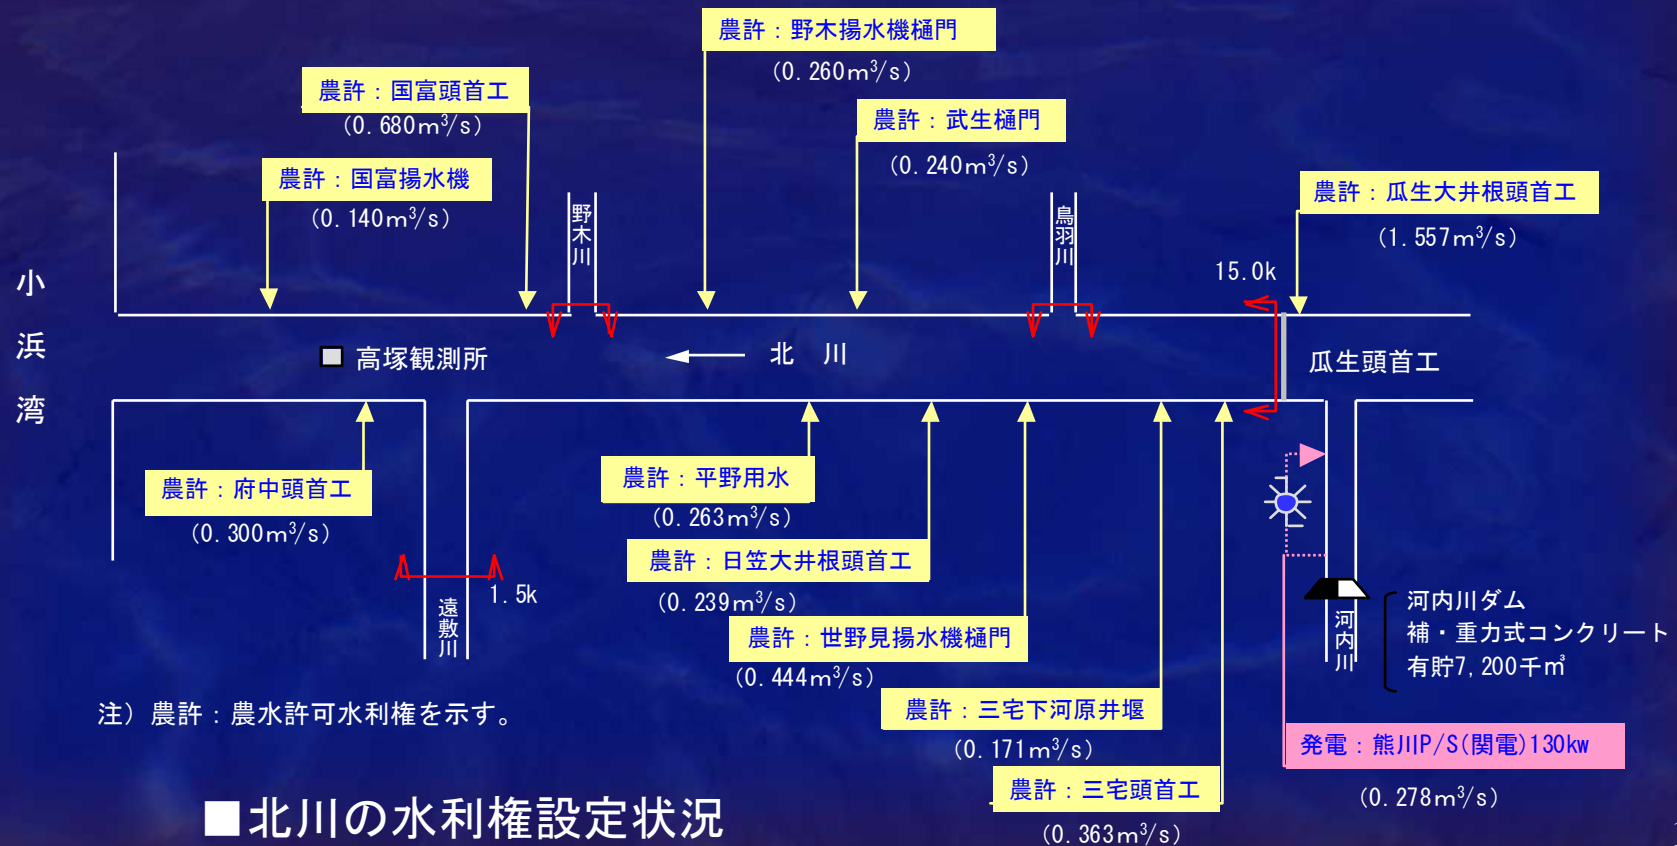 農許：野木揚水機樋門
(0.260m³/s)
農許：国富頭首工
(0.680m³/s)
農許：武生樋門
(0.240m³/s)
農許：国富揚水機
(0.140m³/s)
農許：瓜生大井根頭首工
(1.557m³/s)
野木川
鳥羽川
15.0k
小浜湾
高塚観測所
北川
瓜生頭首工
農許：府中頭首工
(0.300m³/s)
農許：平野用水
(0.263m³/s)
農許：日笠大井根頭首工
(0.239m³/s)
1.5k
遠敷川
農許：世野見揚水機樋門
(0.444m³/s)
河内川
河内川ダム
補・重力式コンクリート
有貯7,200千㎥
農許：三宅下河原井堰
(0.171m³/s)
注）農許：農水許可水利権を示す。
発電：熊川P/S(関電)130kw
(0.278m³/s)
農許：三宅頭首工
(0.363m³/s)
■北川の水利権設定状況